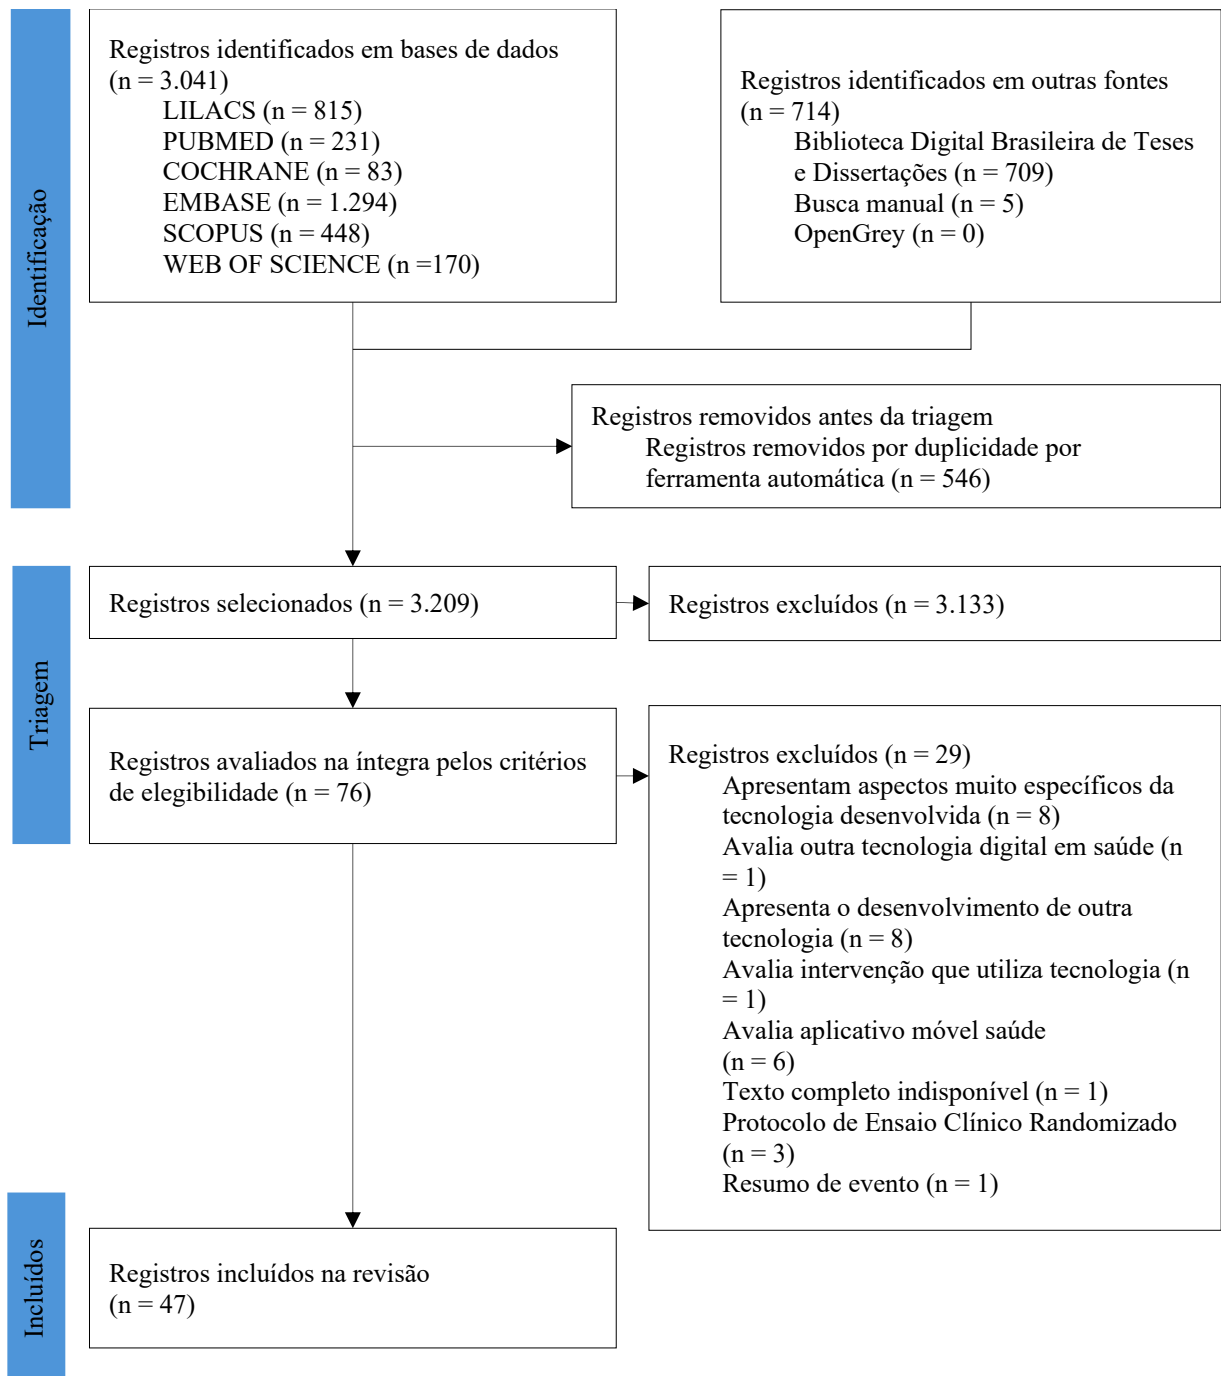 Identificação
Registros identificados em bases de dados
(n = 3.041)
LILACS (n = 815)
PUBMED (n = 231)
COCHRANE (n = 83)
EMBASE (n = 1.294)
SCOPUS (n = 448)
WEB OF SCIENCE (n =170)
Registros identificados em outras fontes
(n = 714)
Biblioteca Digital Brasileira de Teses
e Dissertações (n = 709)
Busca manual (n = 5)
OpenGrey (n = 0)
Registros removidos antes da triagem
Registros removidos por duplicidade por
ferramenta automática (n = 546)
Triagem
Registros selecionados (n = 3.209)
Registros excluídos (n = 3.133)
Registros avaliados na íntegra pelos critérios
de elegibilidade (n = 76)
Registros excluídos (n = 29)
Apresentam aspectos muito específicos da
tecnologia desenvolvida (n = 8)
Avalia outra tecnologia digital em saúde (n
= 1)
Apresenta o desenvolvimento de outra
tecnologia (n = 8)
Avalia intervenção que utiliza tecnologia (n
= 1)
Avalia aplicativo móvel saúde
(n = 6)
Texto completo indisponível (n = 1)
Protocolo de Ensaio Clínico Randomizado
(n = 3)
Resumo de evento (n = 1)
Incluídos
Registros incluídos na revisão
(n = 47)